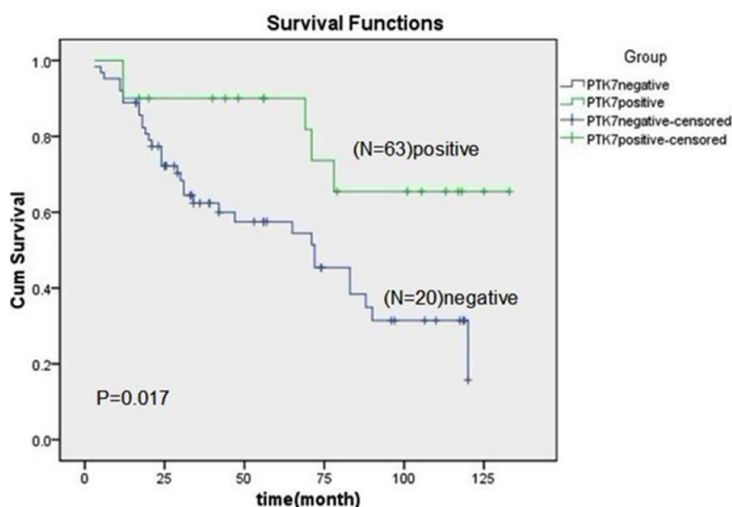 Survival Functions
Group
PTK7negative
PTK7positive
PTK7negative-censored
PTK7positive-censored
1.0
0.8
0.6
0.4
0.2
0.0
Cum Survival
(N=63)positive
(N=20)negative
P=0.017
0 25 50 75 100 125
time(month)